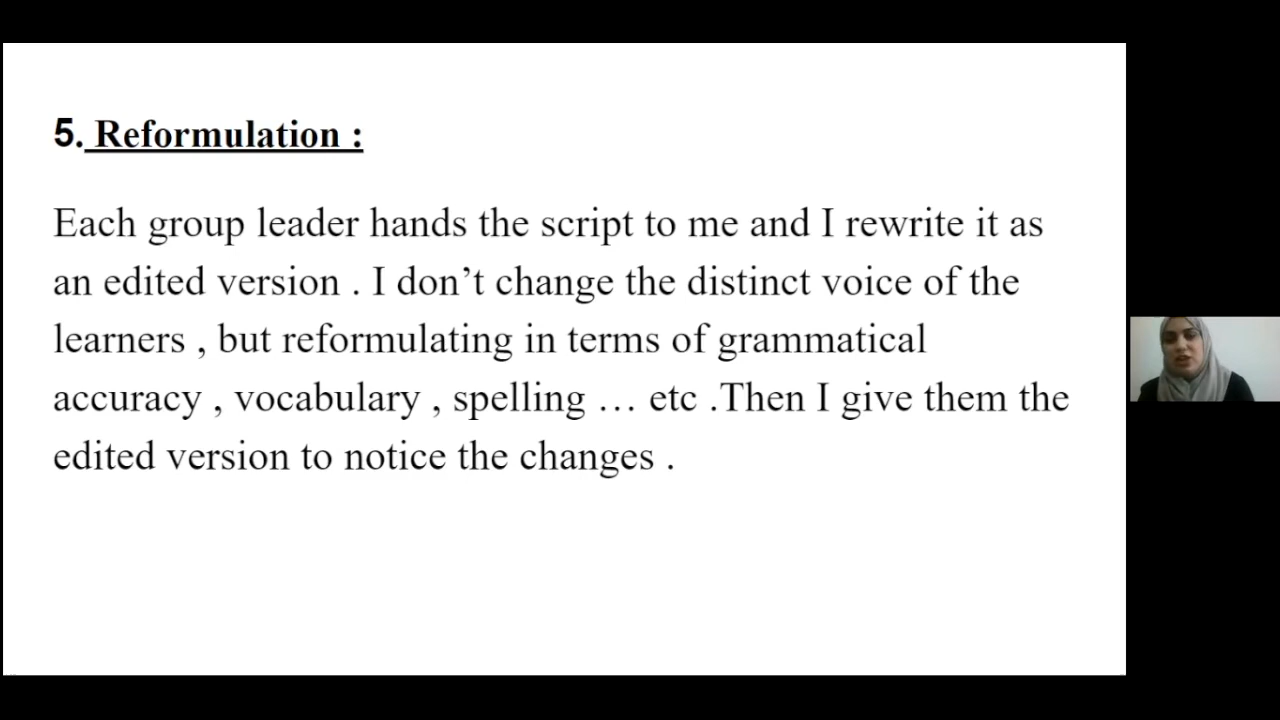 5. Reformulation :
Each group leader hands the script to me and I rewrite it as
an edited version . I don’t change the distinct voice of the
learners , but reformulating in terms of grammatical
accuracy , vocabulary , spelling … etc .Then I give them the
edited version to notice the changes .